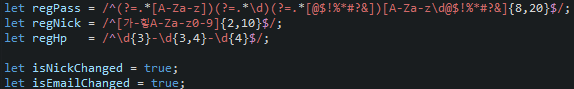 let regPass = /^(?=.*[A-Za-z])(?=.*\d)(?=.*[@$!%*#?&])[A-Za-z\d@$!%*#?&]{8,20}$/;
let regNick = /^[가-힣A-Za-z0-9]{2,10}$/;
let regHp = /^\d{3}-\d{3,4}-\d{4}$/;
let isNickChanged = true;
let isEmailChanged = true;